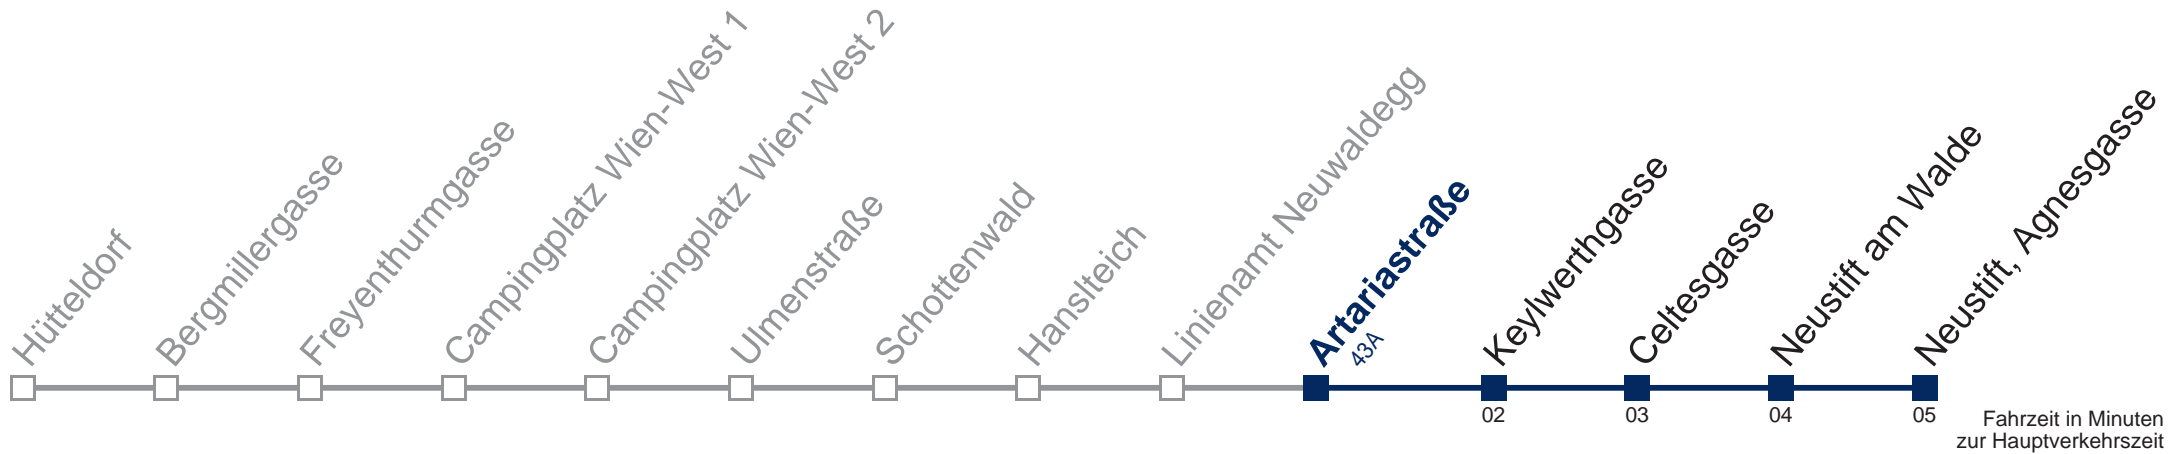 Hütteldorf
Bergmillergasse
Freyenthurmgasse
Campingplatz Wien-West 1
Campingplatz Wien-West 2
Ulmenstraße
Schottenwald
Hanslteich
Linienamt Neuwaldegg
Artariastraße
43A
Keylwerthgasse
Celtesgasse
Neustift am Walde
Neustift, Agnesgasse
02
03
04
05
Fahrzeit in Minuten
zur Hauptverkehrszeit